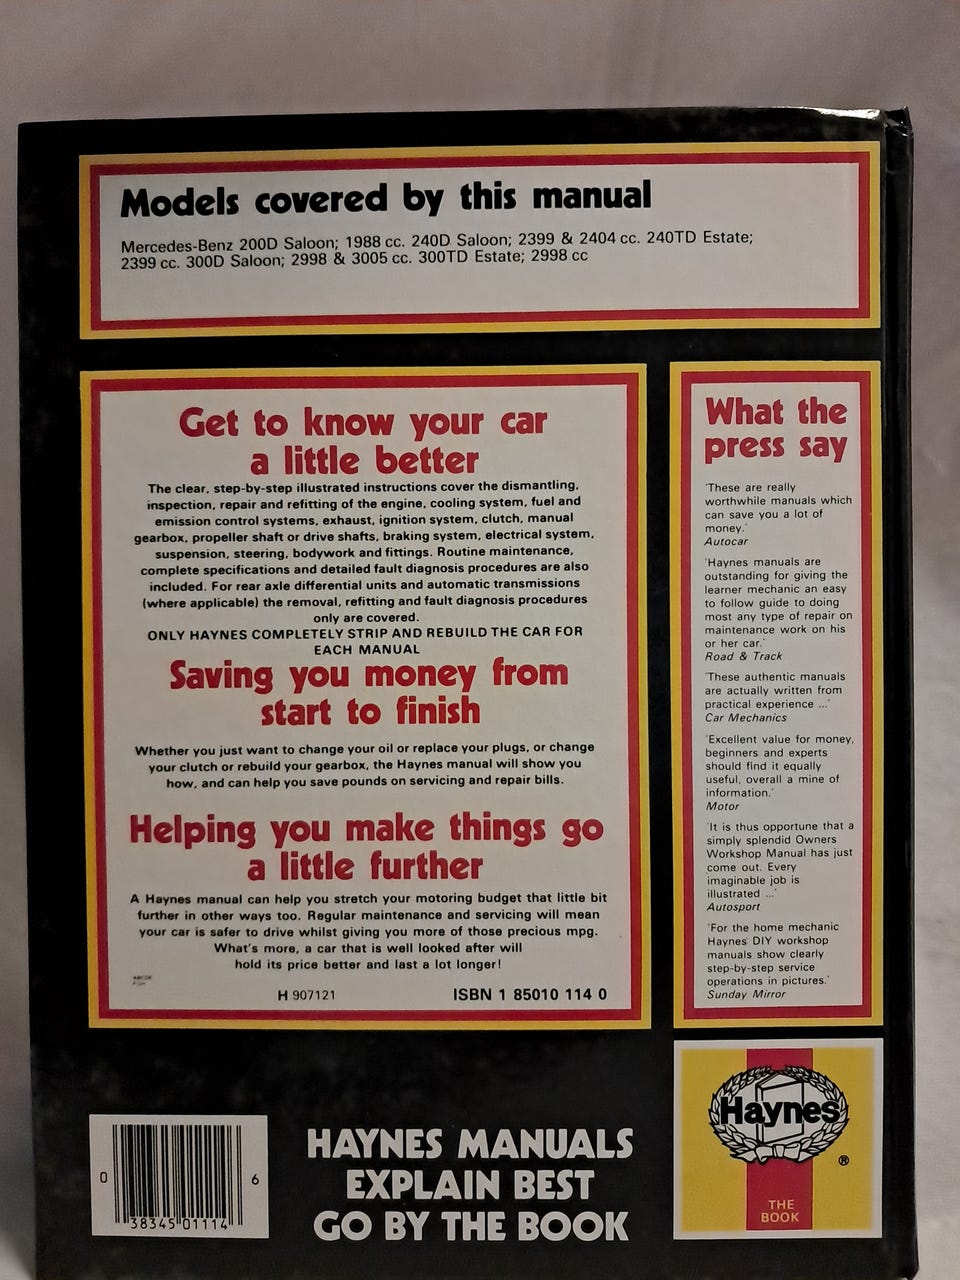 Models covered by this manual
Mercedes-Benz 200D Saloon; 1988 cc. 240D Saloon; 2399 & 2404 cc. 240TD Estate;
2399 cc. 300D Saloon; 2998 & 3005 cc. 300TD Estate; 2998 cc
Get to know your car
a little better
The clear, step-by-step illustrated instructions cover the dismantling,
inspection, repair and refitting of the engine, cooling system, fuel and
emission control systems, exhaust, ignition system, clutch, manual
gearbox, propeller shaft or drive shafts, braking system, electrical system,
suspension, steering, bodywork and fittings. Routine maintenance,
complete specifications and detailed fault diagnosis procedures are also
included. For rear axle differential units and automatic transmissions
(where applicable) the removal, refitting and fault diagnosis procedures
only are covered.
ONLY HAYNES COMPLETELY STRIP AND REBUILD THE CAR FOR
EACH MANUAL
Saving you money from
start to finish
Whether you just want to change your oil or replace your plugs, or change
your clutch or rebuild your gearbox, the Haynes manual will show you
how, and can help you save pounds on servicing and repair bills.
Helping you make things go
a little further
A Haynes manual can help you stretch your motoring budget that little bit
further in other ways too. Regular maintenance and servicing will mean
your car is safer to drive whilst giving you more of those precious mpg.
What's more, a car that is well looked after will
hold its price better and last a lot longer!
H 907121
ISBN 1 85010 114 0
What the
press say
'These are really
worthwhile manuals which
can save you a lot of
money.'
Autocar
'Haynes manuals are
outstanding for giving the
learner mechanic an easy
to follow guide to doing
most any type of repair on
maintenance work on his
or her car.'
Road & Track
'These authentic manuals
are actually written from
practical experience ...'
Car Mechanics
'Excellent value for money,
beginners and experts
should find it equally
useful, overall a mine of
information.'
Motor
'It is thus opportune that a
simply splendid Owners
Workshop Manual has just
come out. Every
imaginable job is
illustrated ...'
Autosport
'For the home mechanic
Haynes DIY workshop
manuals show clearly
step-by-step service
operations in pictures.'
Sunday Mirror
0 38345 01114 6
HAYNES MANUALS
EXPLAIN BEST
GO BY THE BOOK
Haynes
®
THE
BOOK